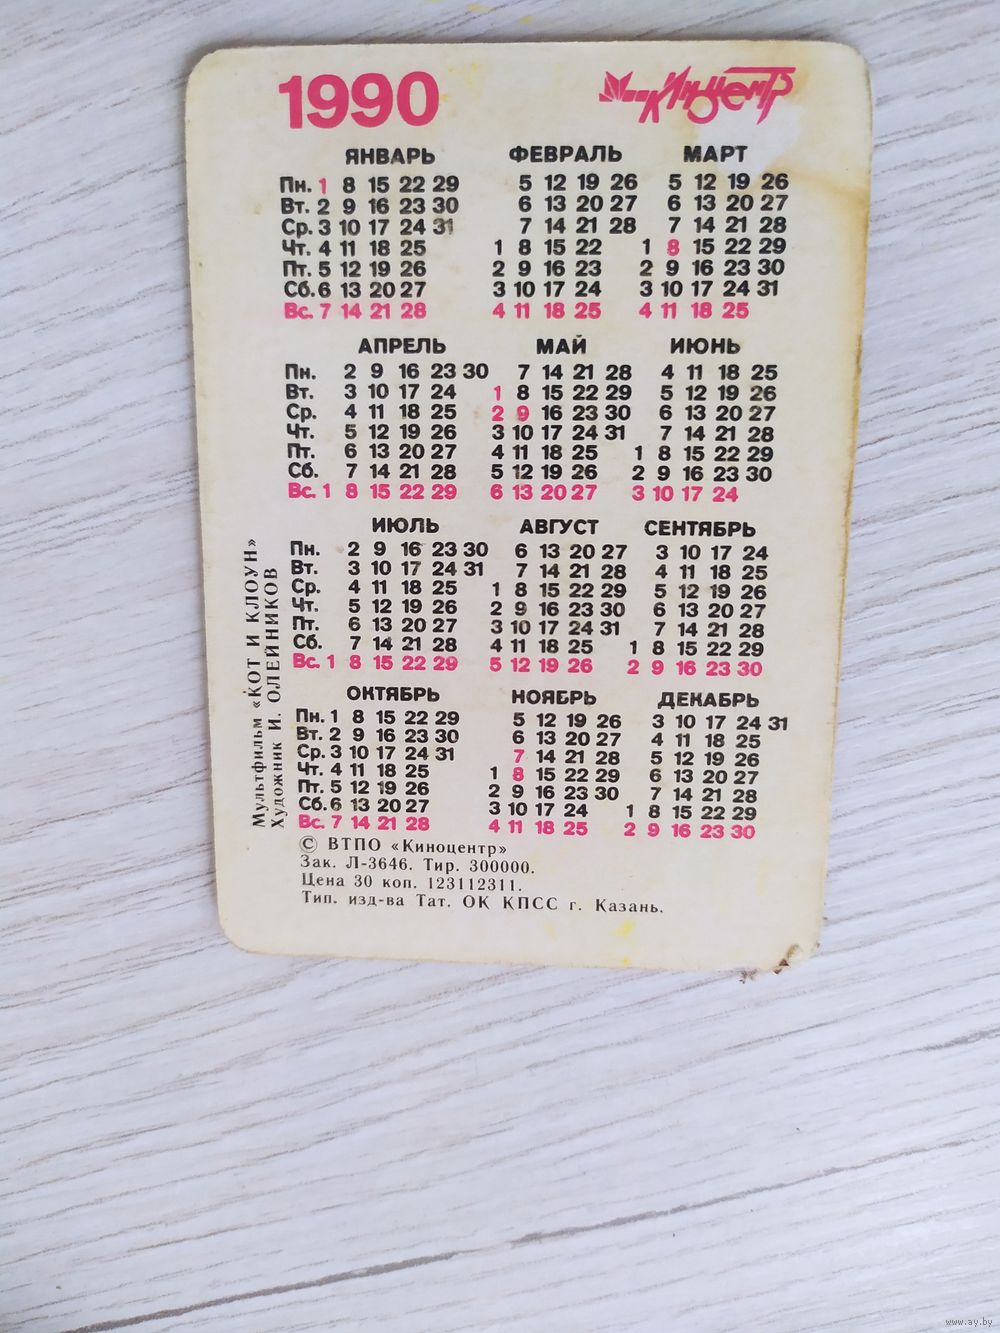 1990 Киноцентр
ЯНВАРЬ ФЕВРАЛЬ МАРТ
Пн. 1 8 15 22 29 5 12 19 26 5 12 19 26
Вт. 2 9 16 23 30 6 13 20 27 6 13 20 27
Ср. 3 10 17 24 31 7 14 21 28 7 14 21 28
Чт. 4 11 18 25 1 8 15 22 1 8 15 22 29
Пт. 5 12 19 26 2 9 16 23 2 9 16 23 30
Сб. 6 13 20 27 3 10 17 24 3 10 17 24 31
Вс. 7 14 21 28 4 11 18 25 4 11 18 25
АПРЕЛЬ МАЙ ИЮНЬ
Пн. 2 9 16 23 30 7 14 21 28 4 11 18 25
Вт. 3 10 17 24 1 8 15 22 29 5 12 19 26
Ср. 4 11 18 25 2 9 16 23 30 6 13 20 27
Чт. 5 12 19 26 3 10 17 24 31 7 14 21 28
Пт. 6 13 20 27 4 11 18 25 1 8 15 22 29
Сб. 7 14 21 28 5 12 19 26 2 9 16 23 30
Вс. 1 8 15 22 29 6 13 20 27 3 10 17 24
ИЮЛЬ АВГУСТ СЕНТЯБРЬ
Пн. 2 9 16 23 30 6 13 20 27 3 10 17 24
Вт. 3 10 17 24 31 7 14 21 28 4 11 18 25
Ср. 4 11 18 25 1 8 15 22 29 5 12 19 26
Чт. 5 12 19 26 2 9 16 23 30 6 13 20 27
Пт. 6 13 20 27 3 10 17 24 31 7 14 21 28
Сб. 7 14 21 28 4 11 18 25 1 8 15 22 29
Вс. 1 8 15 22 29 5 12 19 26 2 9 16 23 30
ОКТЯБРЬ НОЯБРЬ ДЕКАБРЬ
Пн. 1 8 15 22 29 5 12 19 26 3 10 17 24 31
Вт. 2 9 16 23 30 6 13 20 27 4 11 18 25
Ср. 3 10 17 24 31 7 14 21 28 5 12 19 26
Чт. 4 11 18 25 1 8 15 22 29 6 13 20 27
Пт. 5 12 19 26 2 9 16 23 30 7 14 21 28
Сб. 6 13 20 27 3 10 17 24 1 8 15 22 29
Вс. 7 14 21 28 4 11 18 25 2 9 16 23 30
© ВТПО «Киноцентр»
Зак. Л-3646. Тир. 300000.
Цена 30 коп. 123112311.
Тип. изд-ва Тат. ОК КПСС г. Казань.
Мультфильм «КОТ И КЛОУН»
Художник И. ОЛЕЙНИКОВ
www.ay.by